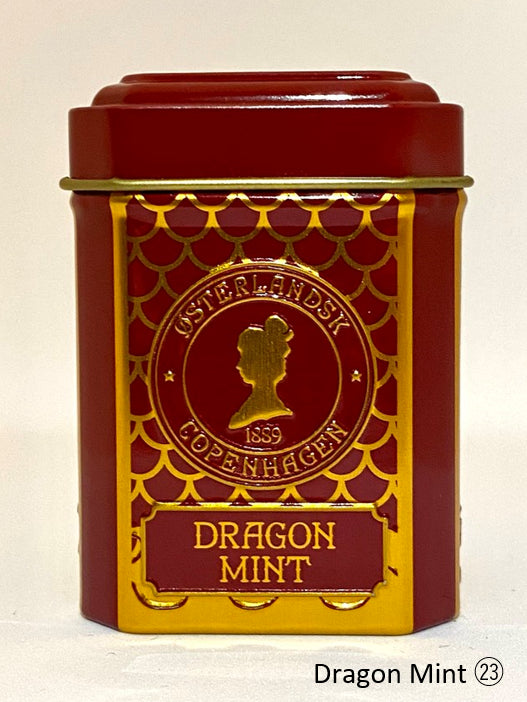 ØSTERLANDSK
1889
COPENHAGEN
DRAGON
MINT
Dragon Mint ㉓